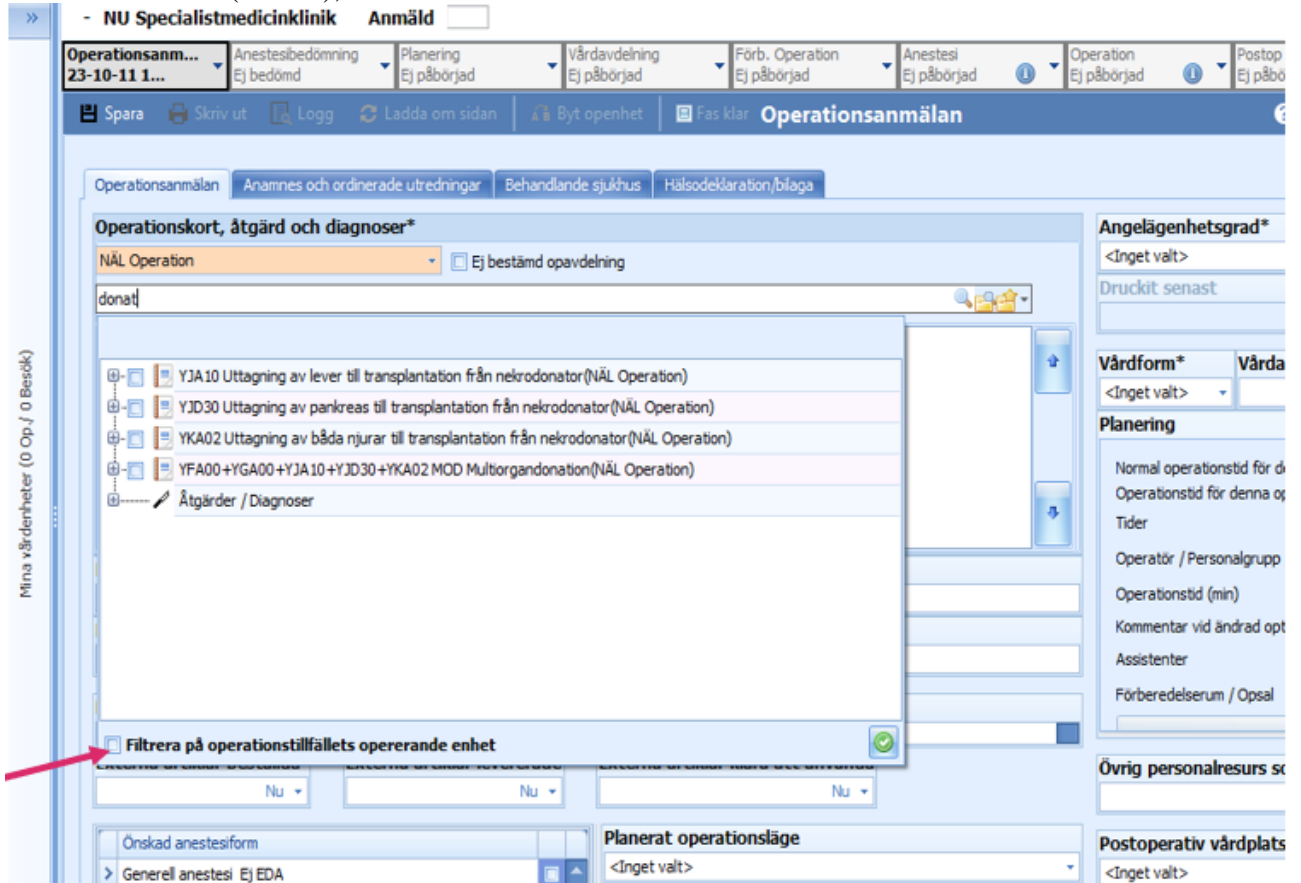 »
- NU Specialistmedicinklinik Anmäld
Operationsanm... Anestesibedömning Planering Vårdavdelning Förb. Operation Anestesi Operation Postop
23-10-11 1... Ej bedömd Ej påbörjad Ej påbörjad Ej påbörjad Ej påbörjad Ej påbörjad Ej påbö
Spara Skriv ut Logg Ladda om sidan Byt openhet Fas klar Operationsanmälan
Operationsanmälan Anamnes och ordinerade utredningar Behandlande sjukhus Hälsodeklaration/bilaga
Operationskort, åtgärd och diagnoser* Angelägenhetsgrad*
NÄL Operation Ej bestämd opavdelning <Inget valt>
donat Druckit senast
YJA10 Uttagning av lever till transplantation från nekrodonator(NÄL Operation) Vårdform* Vårda
YJD30 Uttagning av pankreas till transplantation från nekrodonator(NÄL Operation) <Inget valt>
YKA02 Uttagning av båda njurar till transplantation från nekrodonator(NÄL Operation) Planering
YFA00+YGA00+YJA10+YJD30+YKA02 MOD Multiorgandonation(NÄL Operation) Normal operationstid för d
Åtgärder / Diagnoser Operationstid för denna op
Tider
Operatör / Personalgrupp
Operationstid (min)
Kommentar vid ändrad opt
Assistenter
Förberedelserum / Opsal
Mina vårdenheter (0 Op./ 0 Besök)
Filtrera på operationstillfällets opererande enhet
Övrig personalresurs so
Nu Nu Nu
Önskad anestesiform Planerat operationsläge Postoperativ vårdplats
Generell anestesi Ej EDA <Inget valt> <Inget valt>